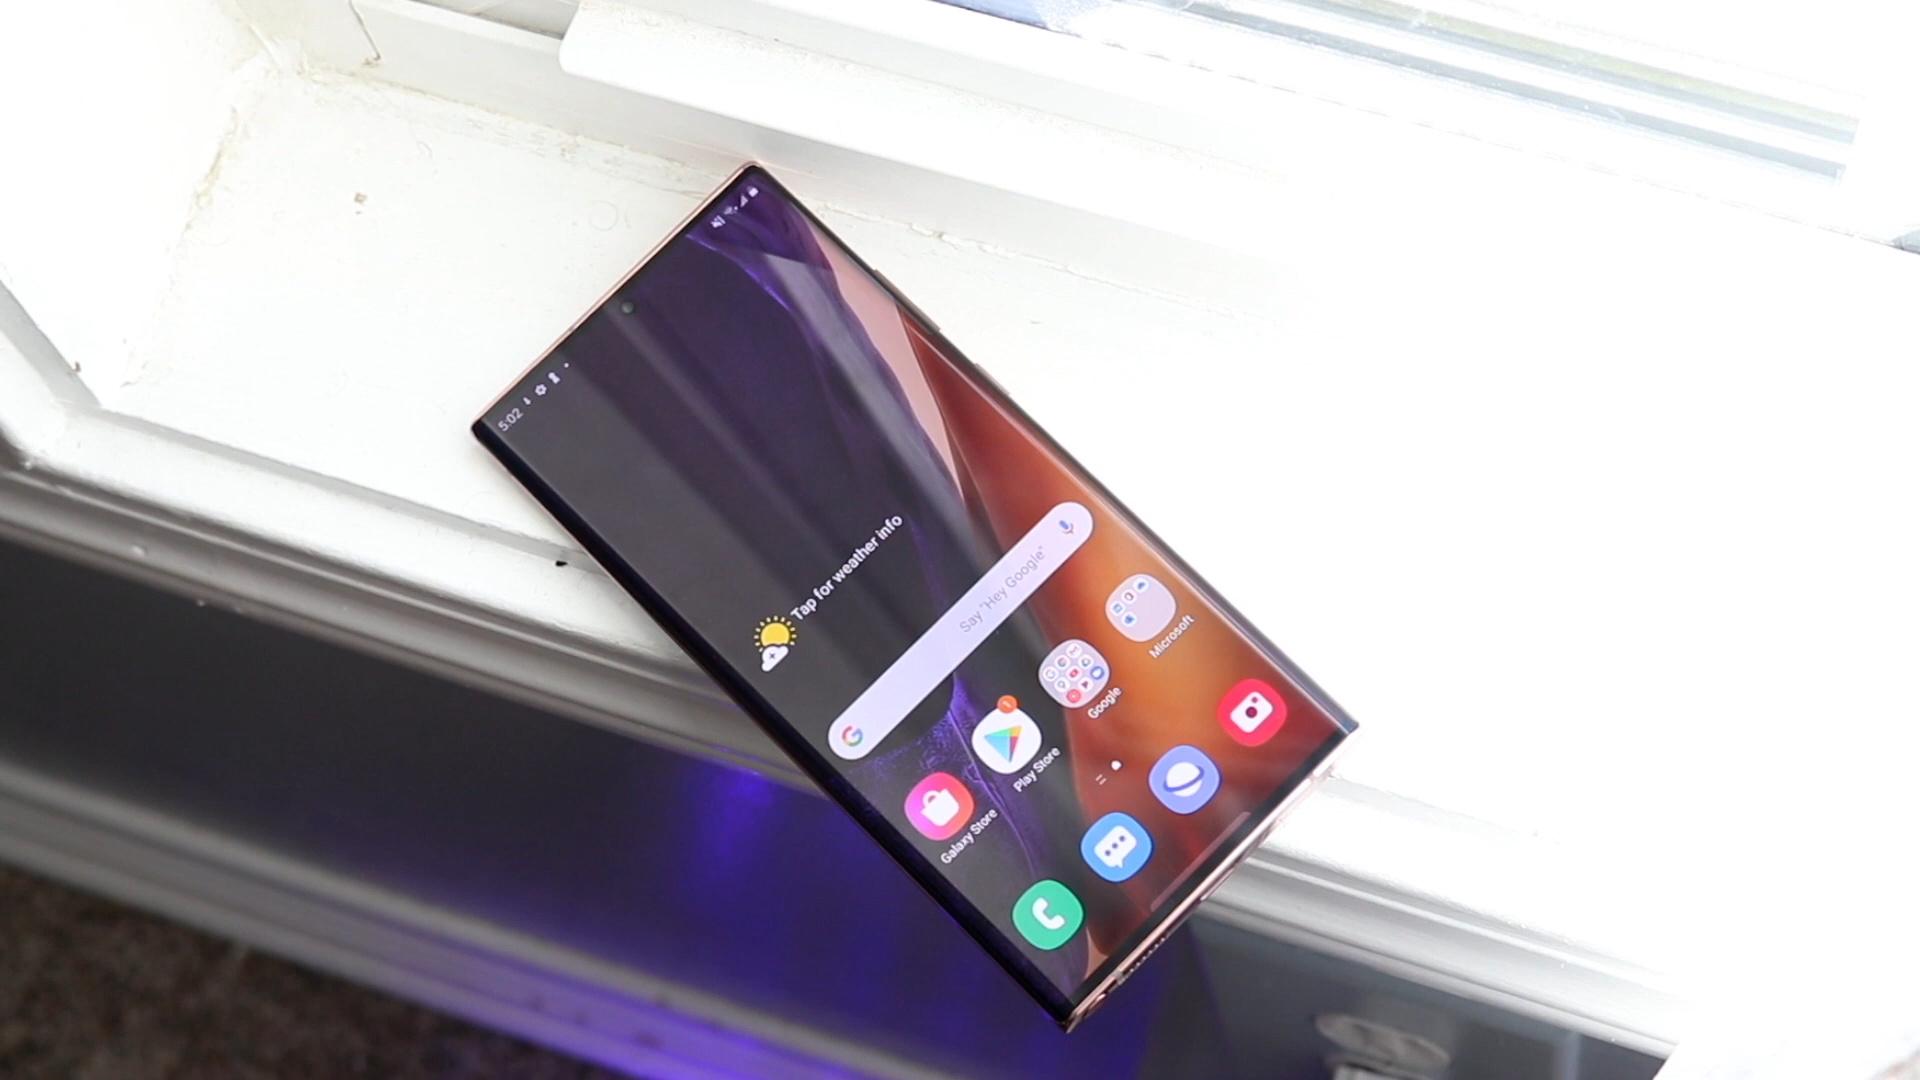 5:02
Tap for weather info
Say "Hey Google"
Galaxy Store
Play Store
Google
Microsoft